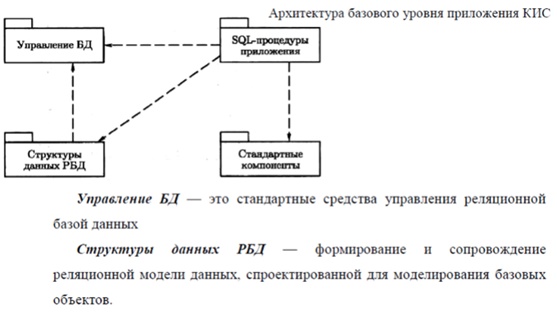 Архитектура базового уровня приложения КИС
Управление БД
SQL-процедуры
приложения
Структуры
данных РБД
Стандартные
компоненты
Управление БД — это стандартные средства управления реляционной
базой данных
Структуры данных РБД — формирование и сопровождение
реляционной модели данных, спроектированной для моделирования базовых
объектов.